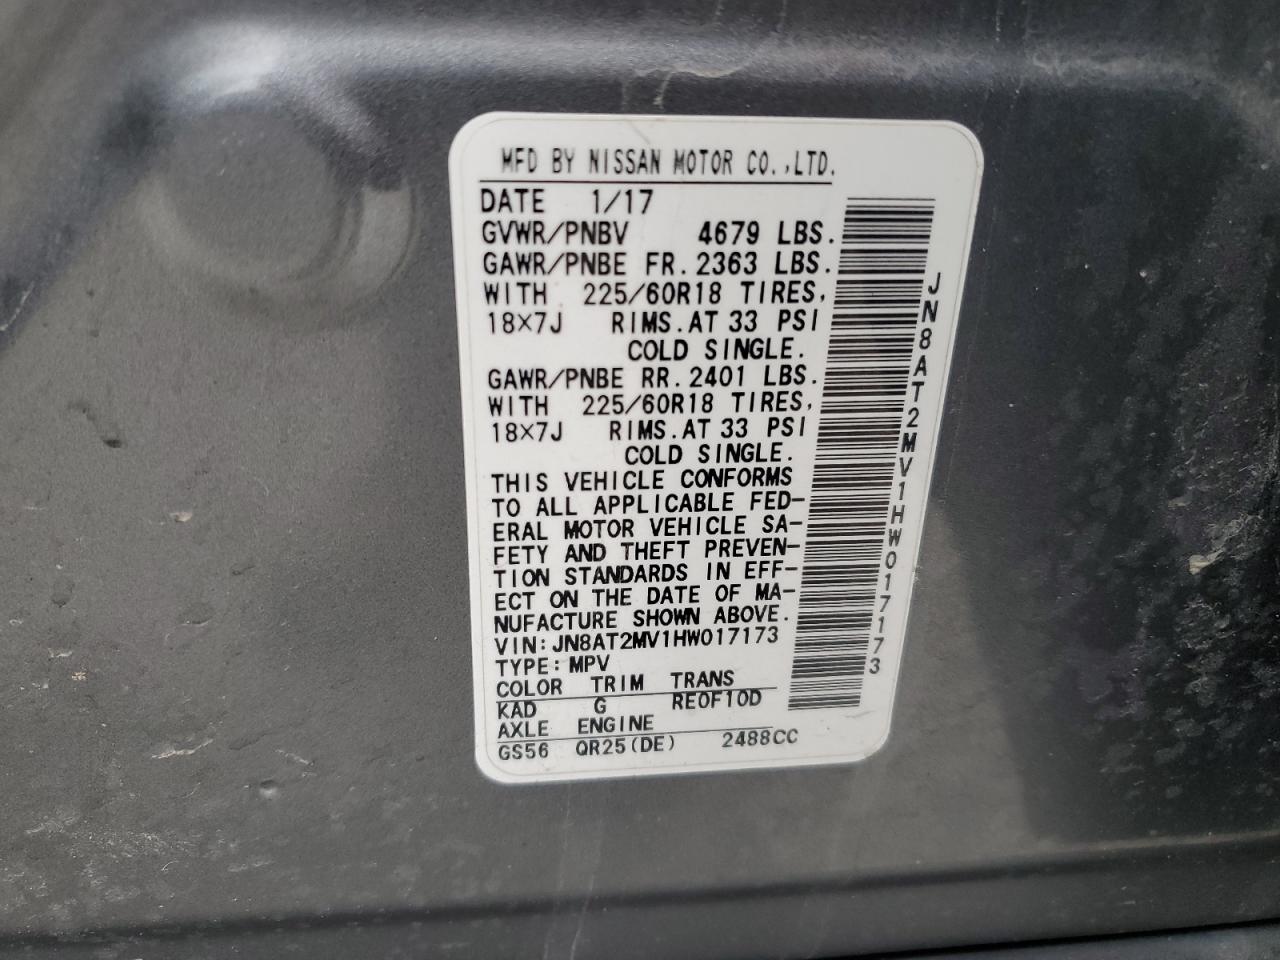 MFD BY NISSAN MOTOR CO.,LTD.
DATE 1/17
GVWR/PNBV 4679 LBS.
GAWR/PNBE FR.2363 LBS.
WITH 225/60R18 TIRES,
18×7J RIMS.AT 33 PSI
COLD SINGLE.
GAWR/PNBE RR.2401 LBS.
WITH 225/60R18 TIRES,
18×7J RIMS.AT 33 PSI
COLD SINGLE.
THIS VEHICLE CONFORMS
TO ALL APPLICABLE FED-
ERAL MOTOR VEHICLE SA-
FETY AND THEFT PREVEN-
TION STANDARDS IN EFF-
ECT ON THE DATE OF MA-
NUFACTURE SHOWN ABOVE.
VIN:JN8AT2MV1HW017173
TYPE:MPV
COLOR TRIM TRANS
KAD G RE0F10D
AXLE ENGINE
GS56 QR25(DE) 2488CC
JN8AT2MV1HW017173